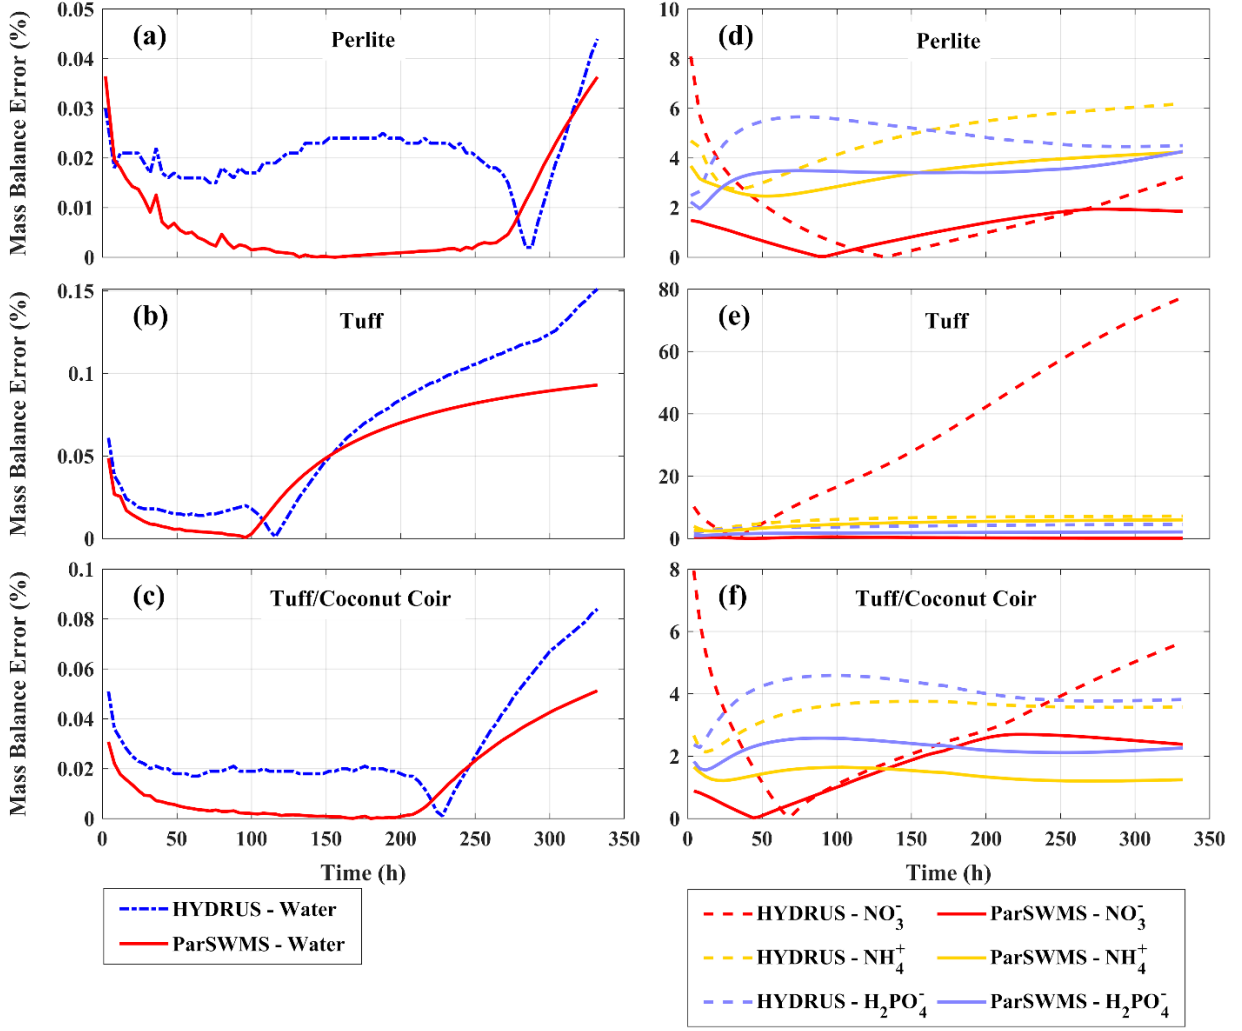 Mass Balance Error (%)
0.05
0.04
0.03
0.02
0.01
0
(a)
Perlite
Mass Balance Error (%)
10
8
6
4
2
0
(d)
Perlite
Mass Balance Error (%)
0.15
0.1
0.05
0
(b)
Tuff
80
60
40
20
0
(e)
Tuff
Mass Balance Error (%)
0.1
0.08
0.06
0.04
0.02
0
(c)
Tuff/Coconut Coir
0 50 100 150 200 250 300 350
Time (h)
8
6
4
2
0
(f)
Tuff/Coconut Coir
0 50 100 150 200 250 300 350
Time (h)
HYDRUS - Water
ParSWMS - Water
HYDRUS - NO₃⁻ ParSWMS - NO₃⁻
HYDRUS - NH₄⁺ ParSWMS - NH₄⁺
HYDRUS - H₂PO₄⁻ ParSWMS - H₂PO₄⁻